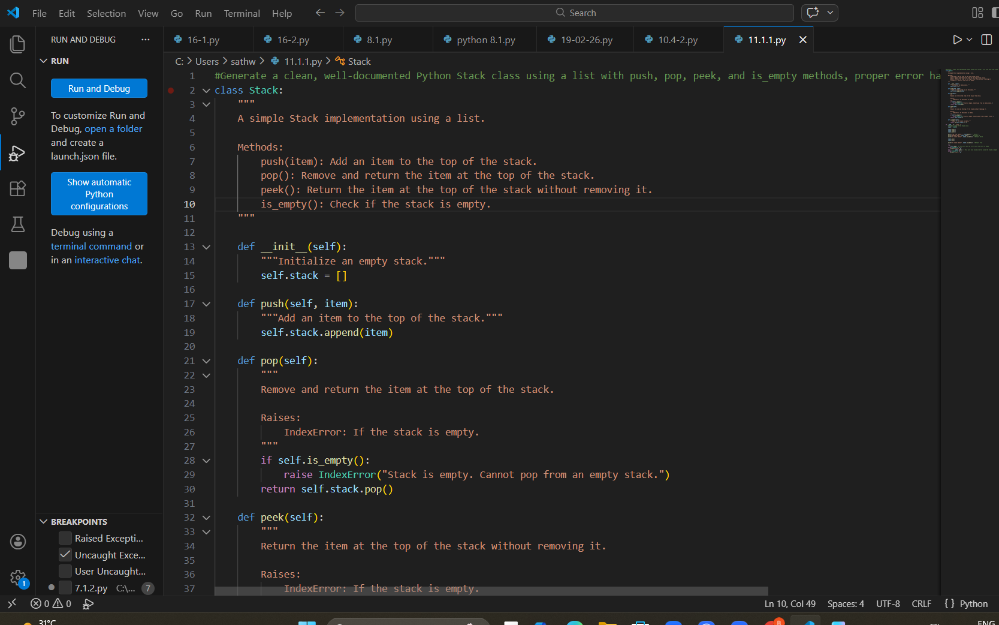 File Edit Selection View Go Run Terminal Help
Search
RUN AND DEBUG
16-1.py
16-2.py
8.1.py
python 8.1.py
19-02-26.py
10.4-2.py
11.1.1.py
RUN
Run and Debug
To customize Run and
Debug, open a folder
and create a
launch.json file.
Show automatic
Python
configurations
Debug using a
terminal command or
in an interactive chat.
BREAKPOINTS
Raised Excepti...
Uncaught Exce...
User Uncaught...
7.1.2.py C:\... 7
C: > Users > sathw > 11.1.1.py > Stack
1 #Generate a clean, well-documented Python Stack class using a list with push, pop, peek, and is_empty methods, proper error ha
2 class Stack:
3 """
4 A simple Stack implementation using a list.
5
6 Methods:
7 push(item): Add an item to the top of the stack.
8 pop(): Remove and return the item at the top of the stack.
9 peek(): Return the item at the top of the stack without removing it.
10 is_empty(): Check if the stack is empty.
11 """
12
13 def __init__(self):
14 """Initialize an empty stack."""
15 self.stack = []
16
17 def push(self, item):
18 """Add an item to the top of the stack."""
19 self.stack.append(item)
20
21 def pop(self):
22 """
23 Remove and return the item at the top of the stack.
24
25 Raises:
26 IndexError: If the stack is empty.
27 """
28 if self.is_empty():
29 raise IndexError("Stack is empty. Cannot pop from an empty stack.")
30 return self.stack.pop()
31
32 def peek(self):
33 """
34 Return the item at the top of the stack without removing it.
35
36 Raises:
37 IndexError: If the stack is empty.
1
0 0
Ln 10, Col 49 Spaces: 4 UTF-8 CRLF { } Python
31°C
8
ENG